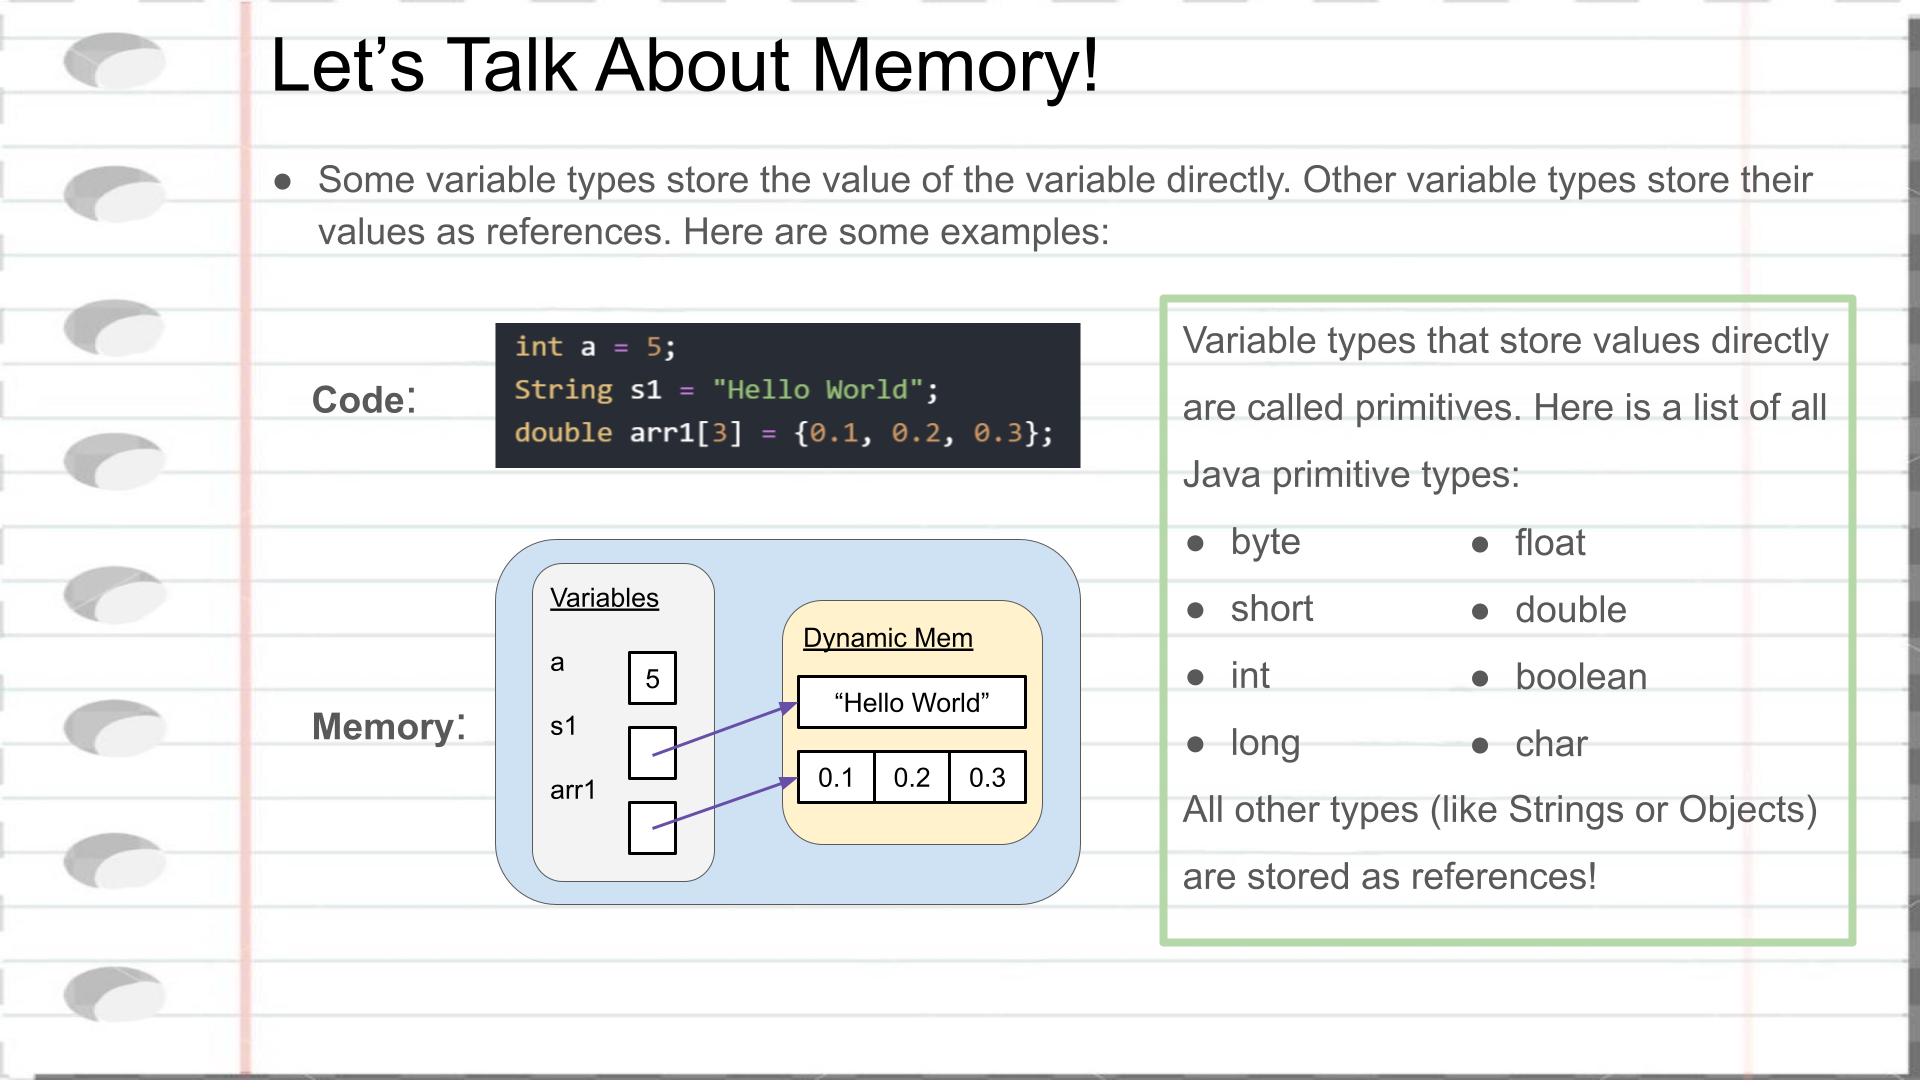 Let’s Talk About Memory!
● Some variable types store the value of the variable directly. Other variable types store their
values as references. Here are some examples:
Code:
int a = 5;
String s1 = "Hello World";
double arr1[3] = {0.1, 0.2, 0.3};
Memory:
Variables
a
5
s1
arr1
Dynamic Mem
“Hello World”
0.1 0.2 0.3
Variable types that store values directly
are called primitives. Here is a list of all
Java primitive types:
● byte
● short
● int
● long
● float
● double
● boolean
● char
All other types (like Strings or Objects)
are stored as references!